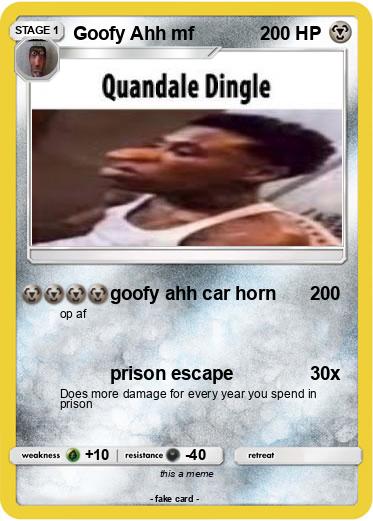 STAGE 1 Goofy Ahh mf 200 HP
Quandale Dingle
goofy ahh car horn 200
op af
prison escape 30x
Does more damage for every year you spend in
prison
weakness +10 resistance -40 retreat
this a meme
- fake card -